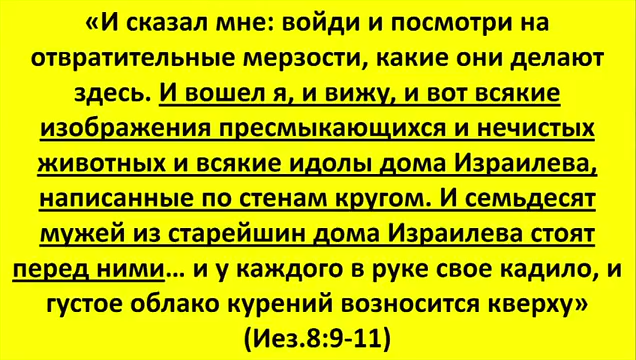 «И сказал мне: войди и посмотри на
отвратительные мерзости, какие они делают
здесь. И вошел я, и вижу, и вот всякие
изображения пресмыкающихся и нечистых
животных и всякие идолы дома Израилева,
написанные по стенам кругом. И семьдесят
мужей из старейшин дома Израилева стоят
перед ними... и у каждого в руке свое кадило, и
густое облако курений возносится кверху»
(Иез.8:9-11)